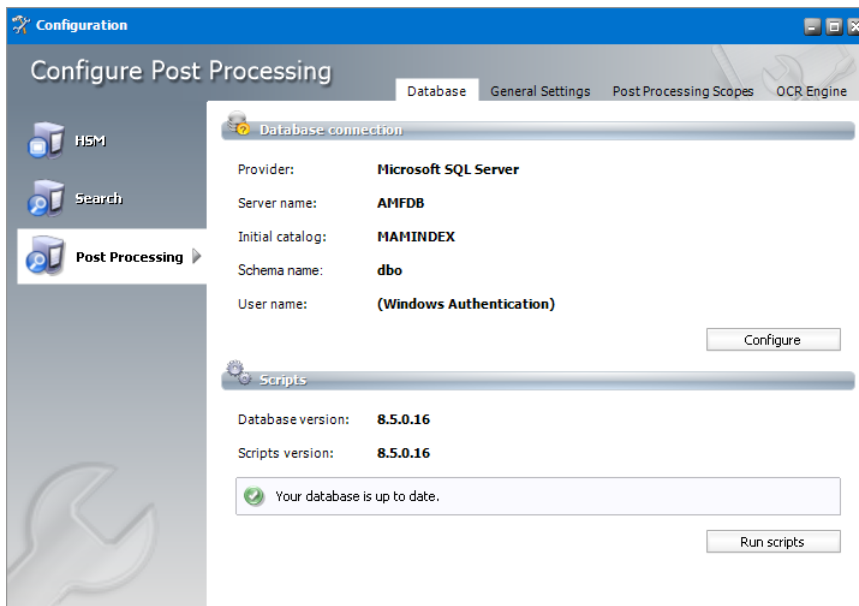 Configuration
Configure Post Processing
Database General Settings Post Processing Scopes OCR Engine
HSM
Search
Post Processing
Database connection
Provider: Microsoft SQL Server
Server name: AMFDB
Initial catalog: MAMINDEX
Schema name: dbo
User name: (Windows Authentication)
Configure
Scripts
Database version: 8.5.0.16
Scripts version: 8.5.0.16
Your database is up to date.
Run scripts